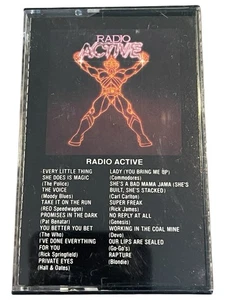 RADIO
ACTIVE
RADIO ACTIVE
EVERY LITTLE THING
SHE DOES IS MAGIC
(The Police)
THE VOICE
(Moody Blues)
TAKE IT ON THE RUN
(REO Speedwagon)
PROMISES IN THE DARK
(Pat Benatar)
YOU BETTER YOU BET
(The Who)
I'VE DONE EVERYTHING
FOR YOU
(Rick Springfield)
PRIVATE EYES
(Hall & Oates)
LADY (YOU BRING ME UP)
(Commodores)
SHE'S A BAD MAMA JAMA (SHE'S
BUILT, SHE'S STACKED)
(Carl Carlton)
SUPER FREAK
(Rick James)
NO REPLY AT ALL
(Genesis)
WORKING IN THE COAL MINE
(Devo)
OUR LIPS ARE SEALED
(Go-Go's)
RAPTURE
(Blondie)